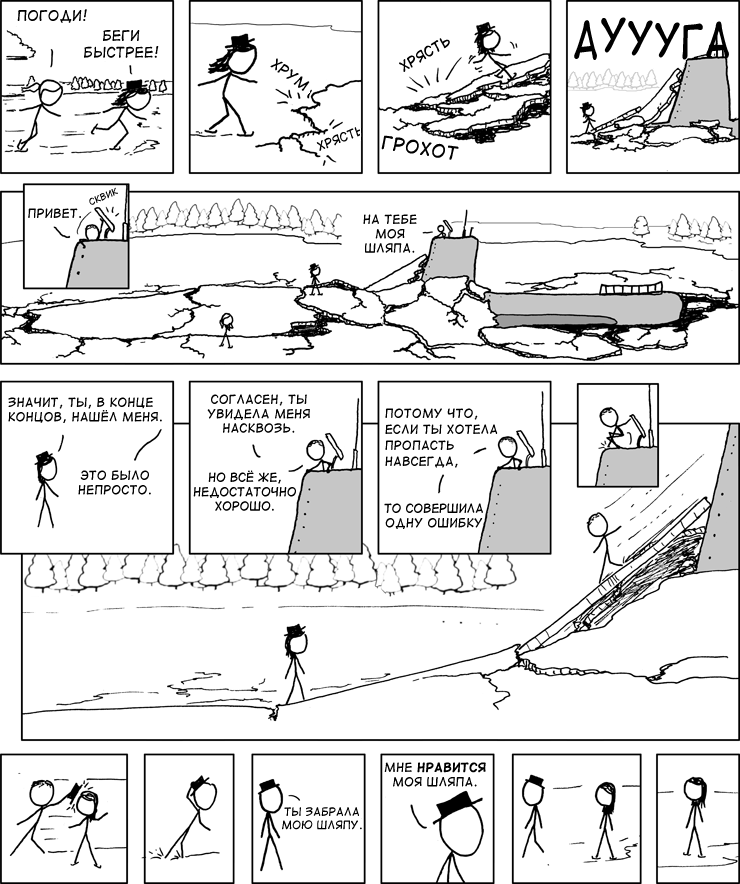 ПОГОДИ!
БЕГИ
БЫСТРЕЕ!
ХРУМ
ХРЯСТЬ
ХРЯСТЬ
ГРОХОТ
АУУУГА
СКВИК
ПРИВЕТ.
НА ТЕБЕ
МОЯ
ШЛЯПА.
ЗНАЧИТ, ТЫ, В КОНЦЕ
КОНЦОВ, НАШЁЛ МЕНЯ.
ЭТО БЫЛО
НЕПРОСТО.
СОГЛАСЕН, ТЫ
УВИДЕЛА МЕНЯ
НАСКВОЗЬ.
НО ВСЁ ЖЕ,
НЕДОСТАТОЧНО
ХОРОШО.
ПОТОМУ ЧТО,
ЕСЛИ ТЫ ХОТЕЛА
ПРОПАСТЬ
НАВСЕГДА,
ТО СОВЕРШИЛА
ОДНУ ОШИБКУ
ТЫ ЗАБРАЛА
МОЮ ШЛЯПУ.
МНЕ НРАВИТСЯ
МОЯ ШЛЯПА.